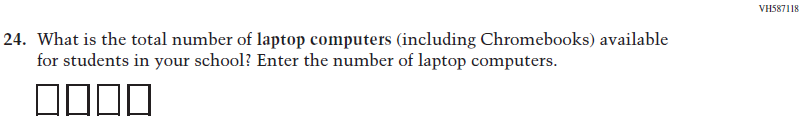 VH587118
24. What is the total number of laptop computers (including Chromebooks) available
for students in your school? Enter the number of laptop computers.